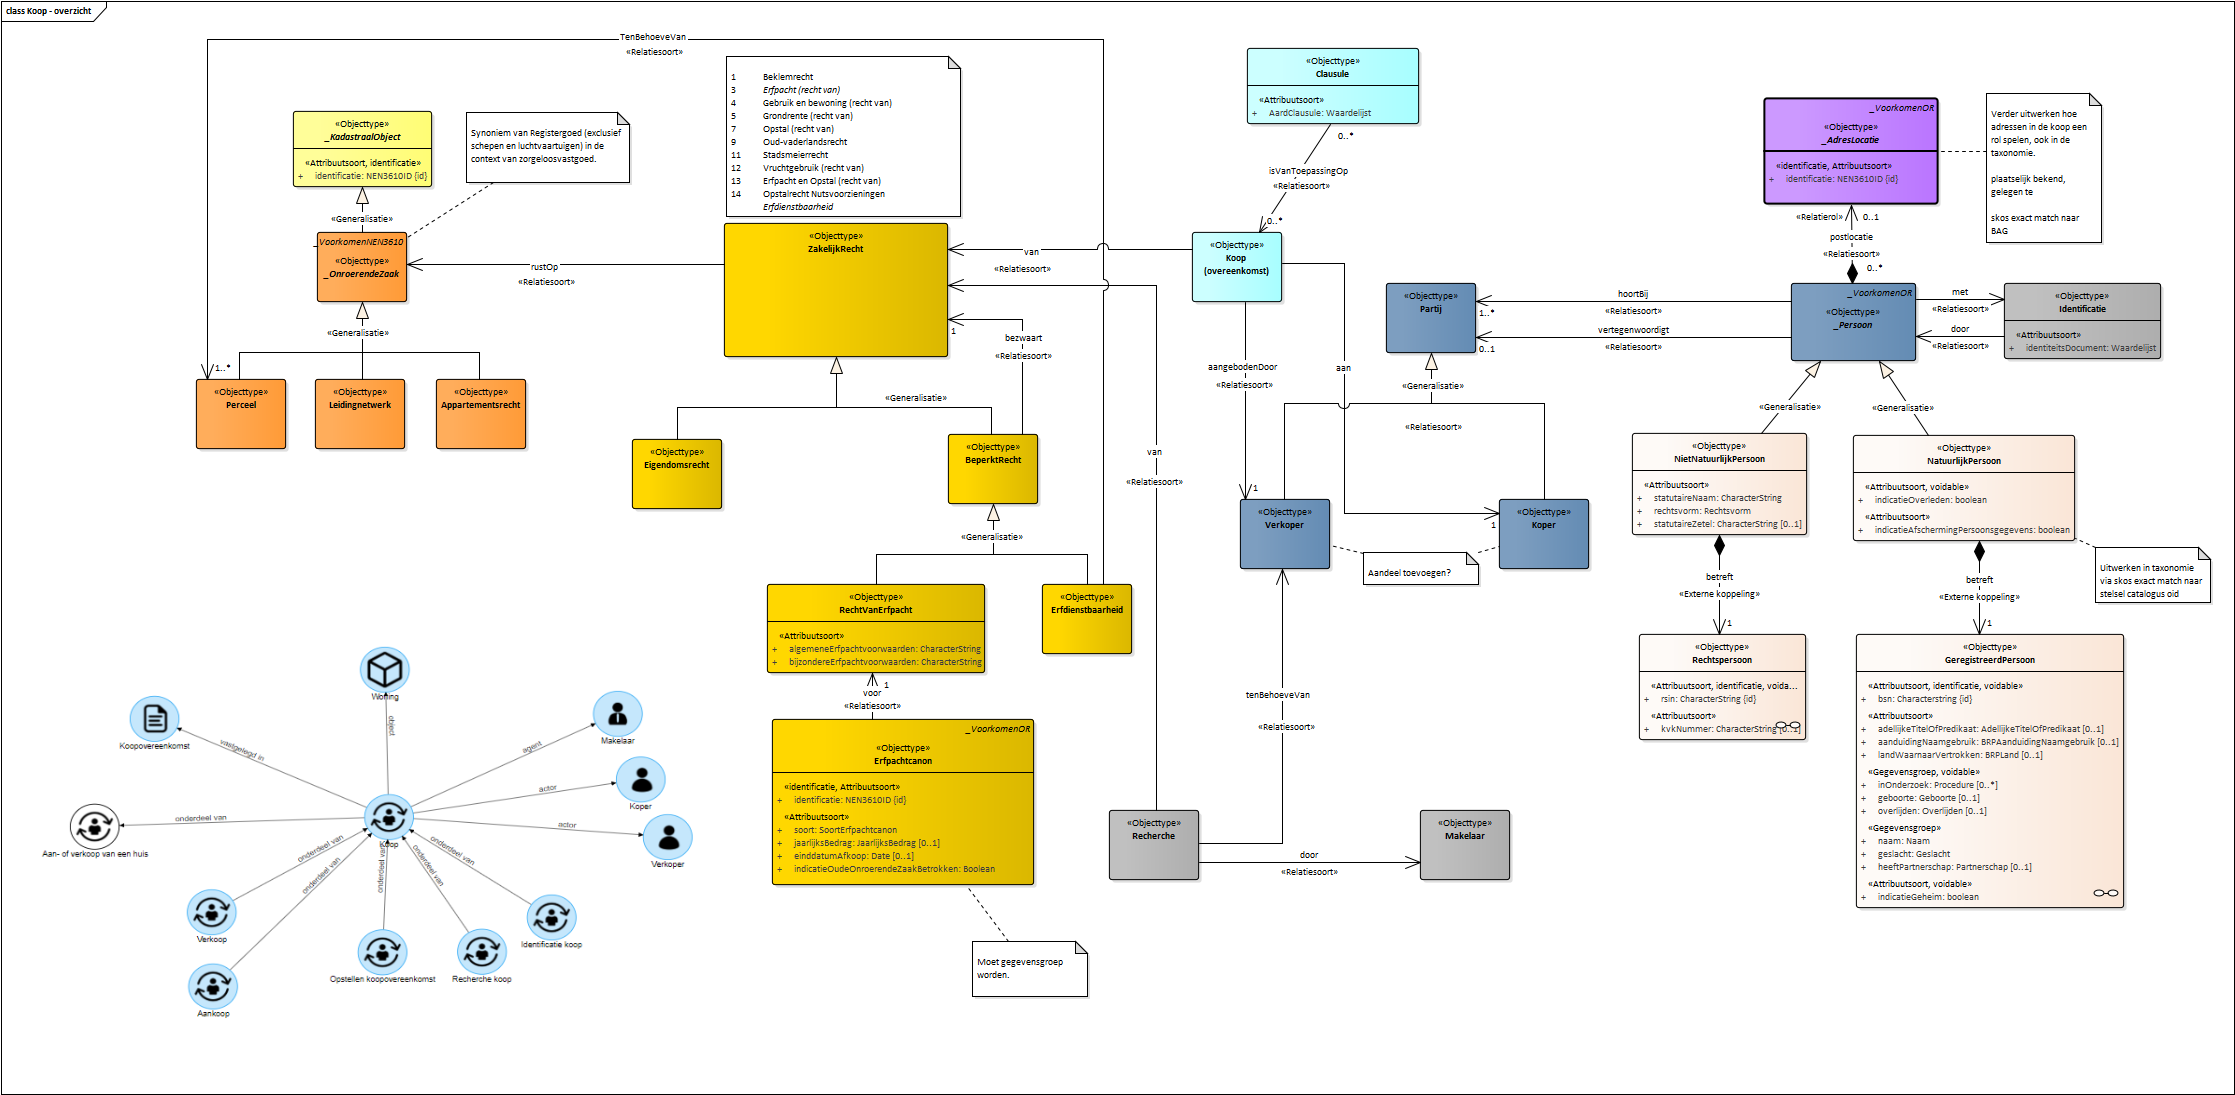 class Koop - overzicht
TenBehoeveVan
«Relatiesoort»
«Objecttype»
_KadastraalObject
«Attribuutsoort, identificatie»
+ identificatie: NEN3610ID {id}
Synoniem van Registergoed (exclusief
schepen en luchtvaartuigen) in de
context van zorgeloosvastgoed.
«Generalisatie»
_VoorkomenNEN3610
«Objecttype»
_OnroerendeZaak
«Generalisatie»
1..*
«Objecttype»
Perceel
«Objecttype»
Leidingnetwerk
«Objecttype»
Appartementsrecht
rustOp
«Relatiesoort»
1 Beklemrecht
3 Erfpacht (recht van)
4 Gebruik en bewoning (recht van)
5 Grondrente (recht van)
7 Opstal (recht van)
9 Oud-vaderlandsrecht
11 Stadsmeierrecht
12 Vruchtgebruik (recht van)
13 Erfpacht en Opstal (recht van)
14 Opstalrecht Nutsvoorzieningen
Erfdienstbaarheid
«Objecttype»
ZakelijkRecht
van
«Relatiesoort»
1
bezwaart
«Relatiesoort»
«Generalisatie»
«Objecttype»
Eigendomsrecht
«Objecttype»
BeperktRecht
«Generalisatie»
«Objecttype»
RechtVanErfpacht
«Attribuutsoort»
+ algemeneErfpachtvoorwaarden: CharacterString
+ bijzondereErfpachtvoorwaarden: CharacterString
«Objecttype»
Erfdienstbaarheid
1
voor
«Relatiesoort»
_VoorkomenOR
«Objecttype»
Erfpachtcanon
«identificatie, Attribuutsoort»
+ identificatie: NEN3610ID {id}
«Attribuutsoort»
+ soort: SoortErfpachtcanon
+ jaarlijksBedrag: JaarlijksBedrag [0..1]
+ einddatumAfkoop: Date [0..1]
+ indicatieOudeOnroerendeZaakBetrokken: Boolean
Moet gegevensgroep
worden.
«Objecttype»
Clausule
«Attribuutsoort»
+ AardClausule: Waardelijst
0..*
isVanToepassingOp
«Relatiesoort»
0..*
«Objecttype»
Koop
(overeenkomst)
aangebodenDoor
«Relatiesoort»
1
aan
«Relatiesoort»
1
«Objecttype»
Partij
hoortBij
«Relatiesoort»
1..*
vertegenwoordigt
«Relatiesoort»
0..1
«Generalisatie»
«Objecttype»
Verkoper
«Objecttype»
Koper
Aandeel toevoegen?
van
«Relatiesoort»
tenBehoeveVan
«Relatiesoort»
«Objecttype»
Recherche
door
«Relatiesoort»
«Objecttype»
Makelaar
_VoorkomenOR
«Objecttype»
_AdresLocatie
«identificatie, Attribuutsoort»
+ identificatie: NEN3610ID {id}
Verder uitwerken hoe
adressen in de koop een
rol spelen, ook in de
taxonomie.
plaatselijk bekend,
gelegen te
skos exact match naar
BAG
«Relatierol» 0..1
postlocatie
«Relatiesoort»
0..*
_VoorkomenOR
«Objecttype»
_Persoon
met
«Relatiesoort»
door
«Relatiesoort»
«Objecttype»
Identificatie
«Attribuutsoort»
+ identiteitsDocument: Waardelijst
«Generalisatie»
«Generalisatie»
«Objecttype»
NietNatuurlijkPersoon
«Attribuutsoort»
+ statutaireNaam: CharacterString
+ rechtsvorm: Rechtsvorm
+ statutaireZetel: CharacterString [0..1]
«Objecttype»
NatuurlijkPersoon
«Attribuutsoort, voidable»
+ indicatieOverleden: boolean
«Attribuutsoort»
+ indicatieAfschermingPersoonsgegevens: boolean
Uitwerken in taxonomie
via skos exact match naar
stelsel catalogus oid
betreft
«Externe koppeling»
1
betreft
«Externe koppeling»
1
«Objecttype»
Rechtspersoon
«Attribuutsoort, identificatie, voida...
+ rsin: CharacterString {id}
«Attribuutsoort»
+ kvkNummer: CharacterString [0..1]
«Objecttype»
GeregistreerdPersoon
«Attribuutsoort, identificatie, voidable»
+ bsn: Characterstring {id}
«Attribuutsoort»
+ adellijkeTitelOfPredikaat: AdellijkeTitelOfPredikaat [0..1]
+ aanduidingNaamgebruik: BRPAanduidingNaamgebruik [0..1]
+ landWaarnaarVertrokken: BRPLand [0..1]
«Gegevensgroep, voidable»
+ inOnderzoek: Procedure [0..*]
+ geboorte: Geboorte [0..1]
+ overlijden: Overlijden [0..1]
«Gegevensgroep»
+ naam: Naam
+ geslacht: Geslacht
+ heeftPartnerschap: Partnerschap [0..1]
«Attribuutsoort, voidable»
+ indicatieGeheim: boolean
Woning
object
Koopovereenkomst
vastgelegd in
Makelaar
agent
Koper
actor
Verkoper
actor
Koop
onderdeel van
Aan- of verkoop van een huis
onderdeel van
onderdeel van
onderdeel van
onderdeel van
onderdeel van
Verkoop
Aankoop
Opstellen koopovereenkomst
Recherche koop
Identificatie koop